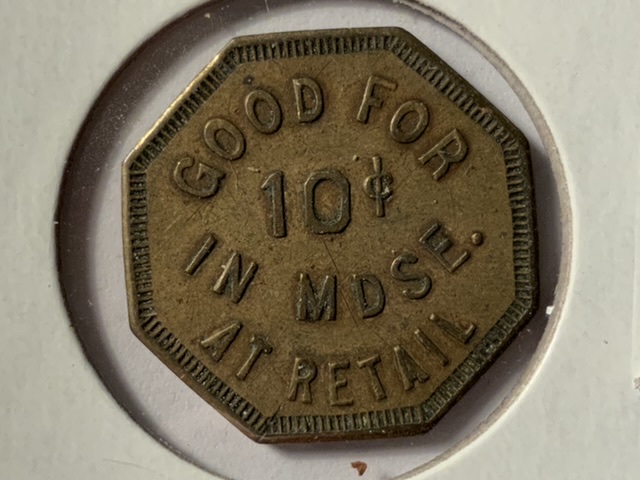 GOOD FOR
10¢
IN MDSE.
AT RETAIL